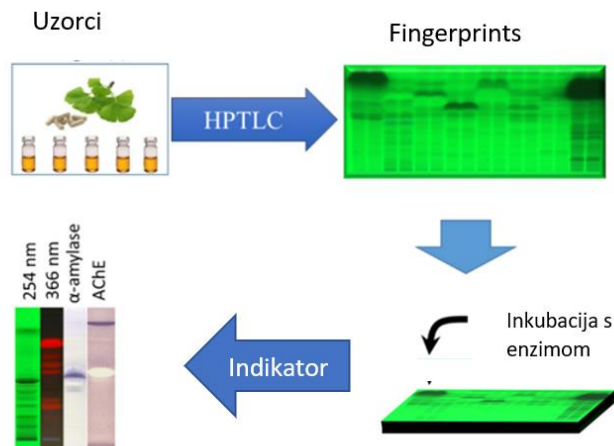 Uzorci
Fingerprints
HPTLC
Inkubacija s
enzimom
Indikator
254 nm
366 nm
α-amylase
AChE